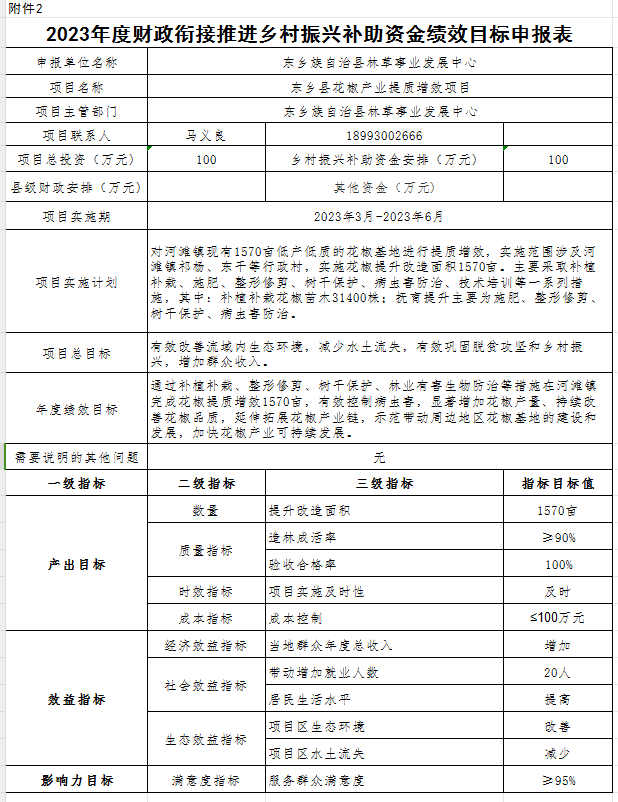 附件2
2023年度财政衔接推进乡村振兴补助资金绩效目标申报表
申报单位名称 东乡族自治县林草事业发展中心
项目名称 东乡县花椒产业提质增效项目
项目主管部门 东乡族自治县林草事业发展中心
项目联系人 马义良 18993002666
项目总投资（万元） 100 乡村振兴补助资金安排（万元） 100
县级财政安排（万元） 其他资金（万元）
项目实施期 2023年3月-2023年6月
项目实施计划
对河滩镇现有1570亩低产低质的花椒基地进行提质增效，实施范围涉及河
滩镇祁杨、东干等行政村，实施花椒提升改造面积1570亩。主要采取补植
补栽、施肥、整形修剪、树干保护、病虫害防治、技术培训等一系列措
施，其中：补植补栽花椒苗木31400株；抚育提升主要为施肥、整形修剪、
树干保护、病虫害防治。
项目总目标
有效改善流域内生态环境，减少水土流失，有效巩固脱贫攻坚和乡村振
兴，增加群众收入。
年度绩效目标
通过补植补栽、整形修剪、树干保护、林业有害生物防治等措施在河滩镇
完成花椒提质增效1570亩，有效控制病虫害，显著增加花椒产量、持续改
善花椒品质，延伸拓展花椒产业链，示范带动周边地区花椒基地的建设和
发展，加快花椒产业可持续发展。
需要说明的其他问题 无
一级指标 二级指标 三级指标 指标目标值
产出目标
数量 提升改造面积 1570亩
质量指标
造林成活率 ≥90%
验收合格率 100%
时效指标 项目实施及时性 及时
成本指标 成本控制 ≤100万元
效益指标
经济效益指标 当地群众年度总收入 增加
社会效益指标
带动增加就业人数 20人
居民生活水平 提高
生态效益指标
项目区生态环境 改善
项目区水土流失 减少
影响力目标 满意度指标 服务群众满意度 ≥95%